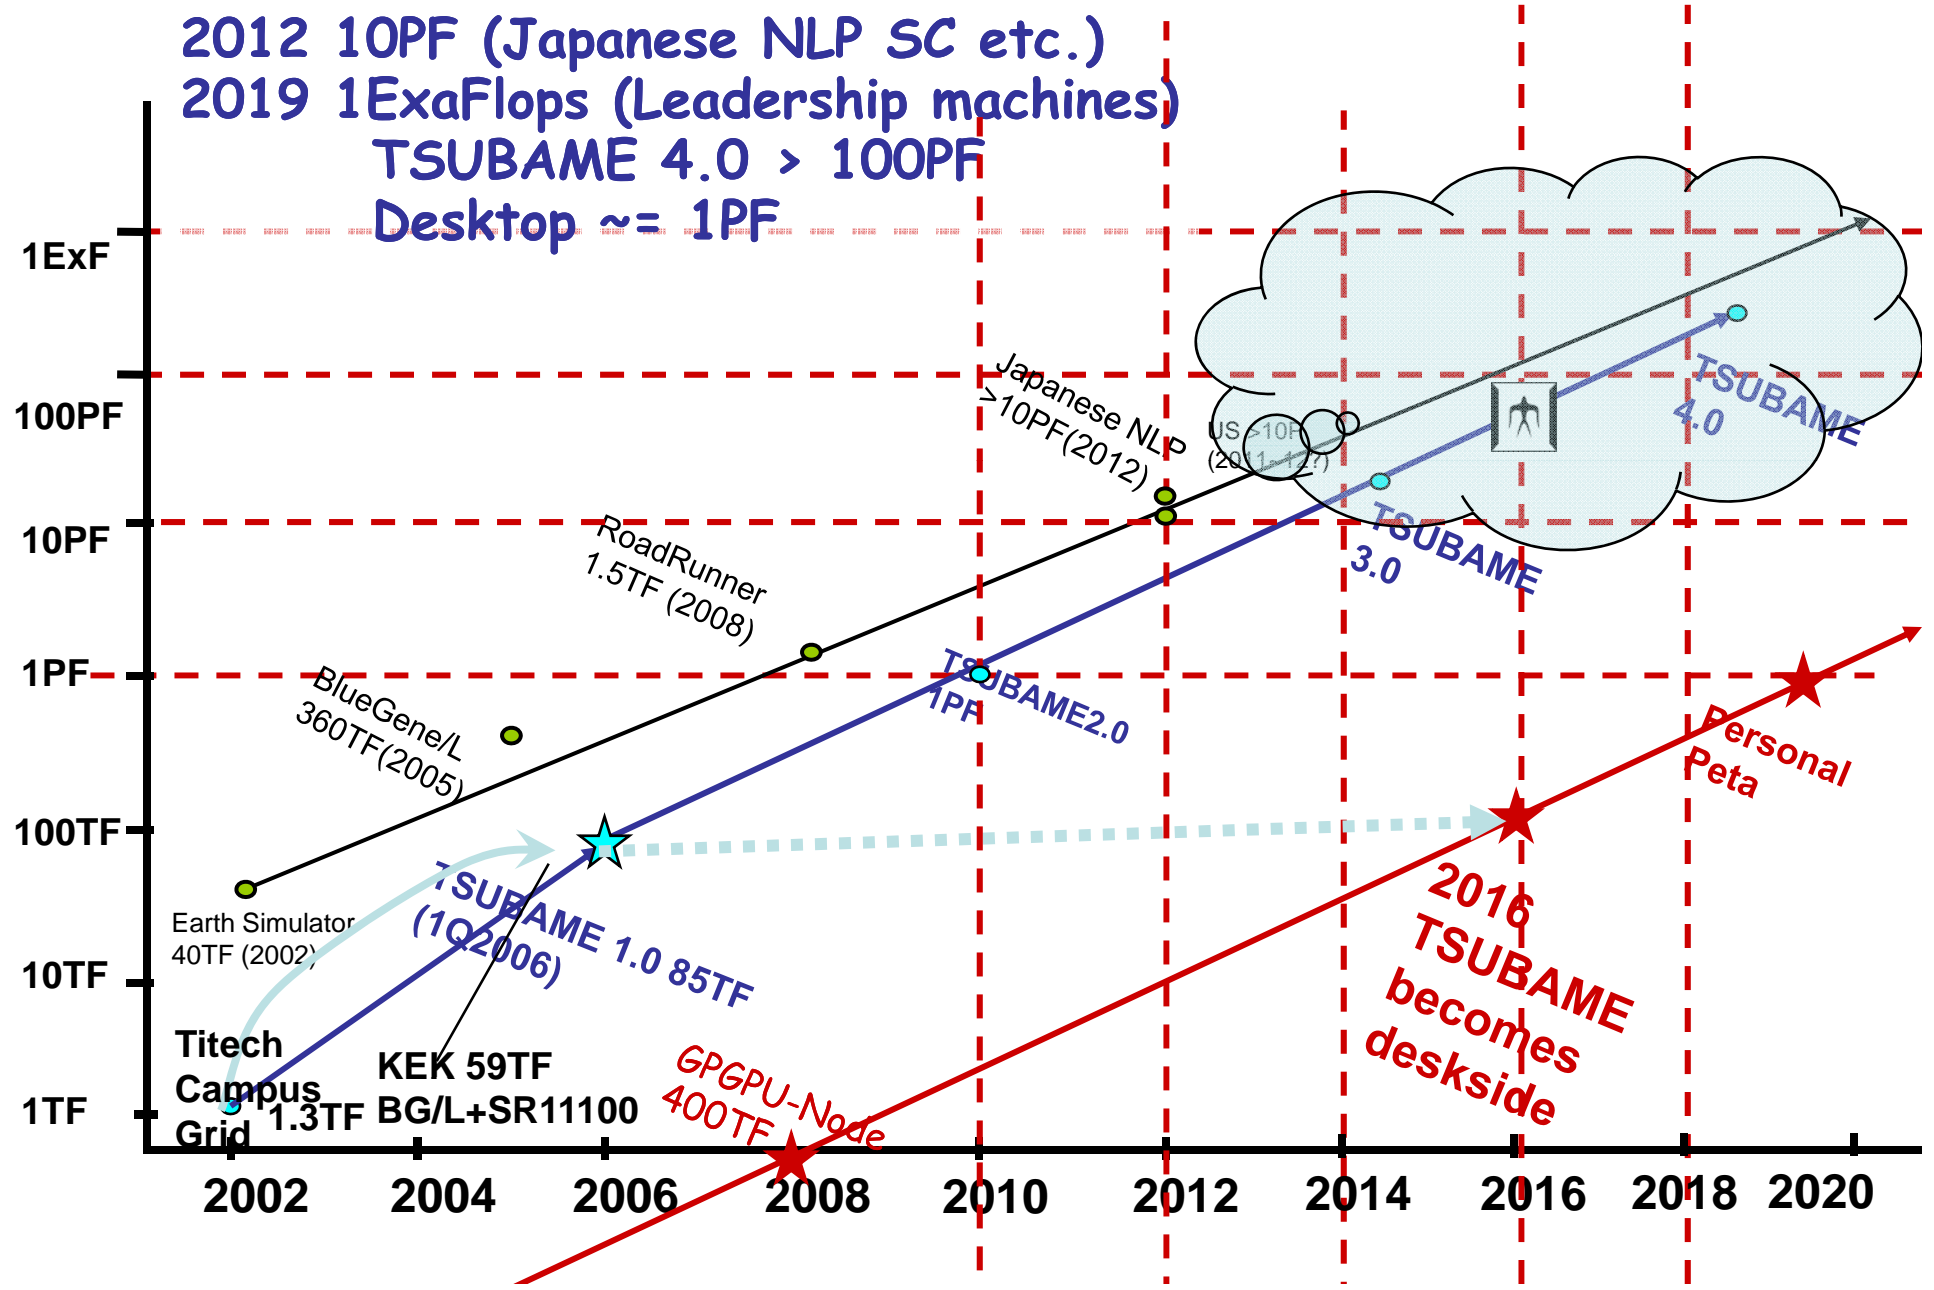 2012 10PF (Japanese NLP SC etc.)
2019 1ExaFlops (Leadership machines)
TSUBAME 4.0 > 100PF
Desktop ~= 1PF
1ExF
100PF
10PF
1PF
100TF
10TF
1TF
Japanese NLP
>10PF(2012)
US >10P
(2011~12?)
TSUBAME
4.0
TSUBAME
3.0
RoadRunner
1.5TF (2008)
BlueGene/L
360TF(2005)
TSUBAME2.0
1PF
Personal
Peta
Earth Simulator
40TF (2002)
TSUBAME 1.0 85TF
(1Q2006)
2016
TSUBAME
becomes
deskside
Titech
Campus
Grid
1.3TF
KEK 59TF
BG/L+SR11100
GPGPU-Node
400TF
2002
2004
2006
2008
2010
2012
2014
2016
2018
2020